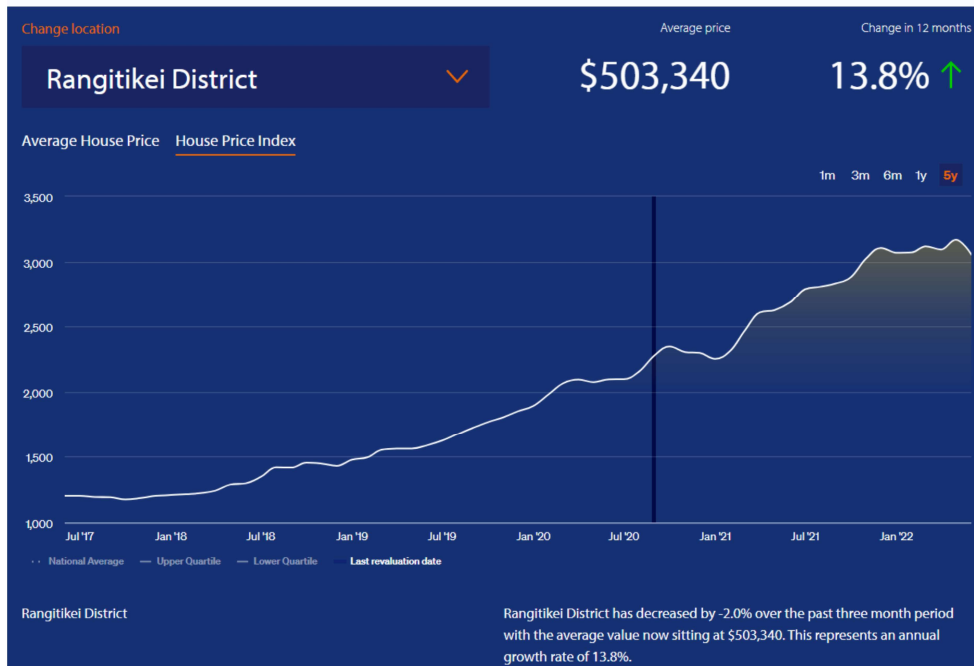 Change location
Average price
Change in 12 months
Rangitikei District
$503,340
13.8%
Average House Price House Price Index
1m 3m 6m 1y 5y
3,500
3,000
2,500
2,000
1,500
1,000
Jul '17 Jan '18 Jul '18 Jan '19 Jul '19 Jan '20 Jul '20 Jan '21 Jul '21 Jan '22
National Average Upper Quartile Lower Quartile Last revaluation date
Rangitikei District
Rangitikei District has decreased by -2.0% over the past three month period
with the average value now sitting at $503,340. This represents an annual
growth rate of 13.8%.